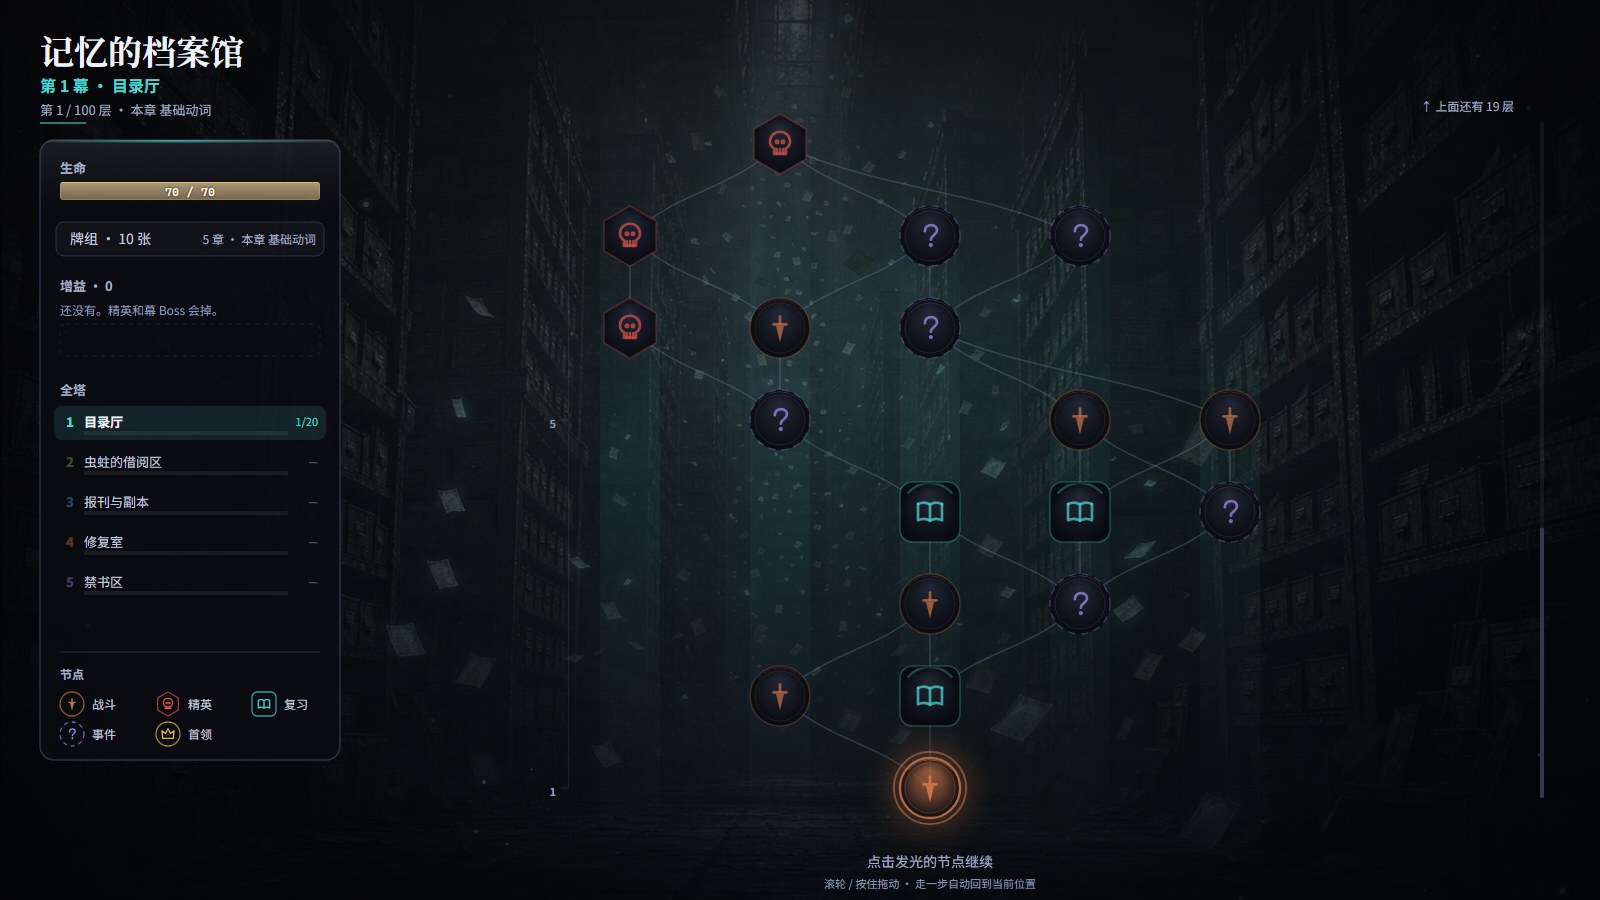 记忆的档案馆
第 1 幕 · 目录厅
第 1 / 100 层 · 本章 基础动词
↑ 上面还有 19 层
生命
70 / 70
牌组 · 10 张
5 章 · 本章 基础动词
增益 · 0
还没有。精英和幕 Boss 会掉。
全塔
1 目录厅 1/20
2 虫蛀的借阅区 —
3 报刊与副本 —
4 修复室 —
5 禁书区 —
节点
战斗 精英 复习
? 事件 首领
? ?
?
?
5
?
?
1
点击发光的节点继续
滚轮 / 按住拖动 · 走一步自动回到当前位置